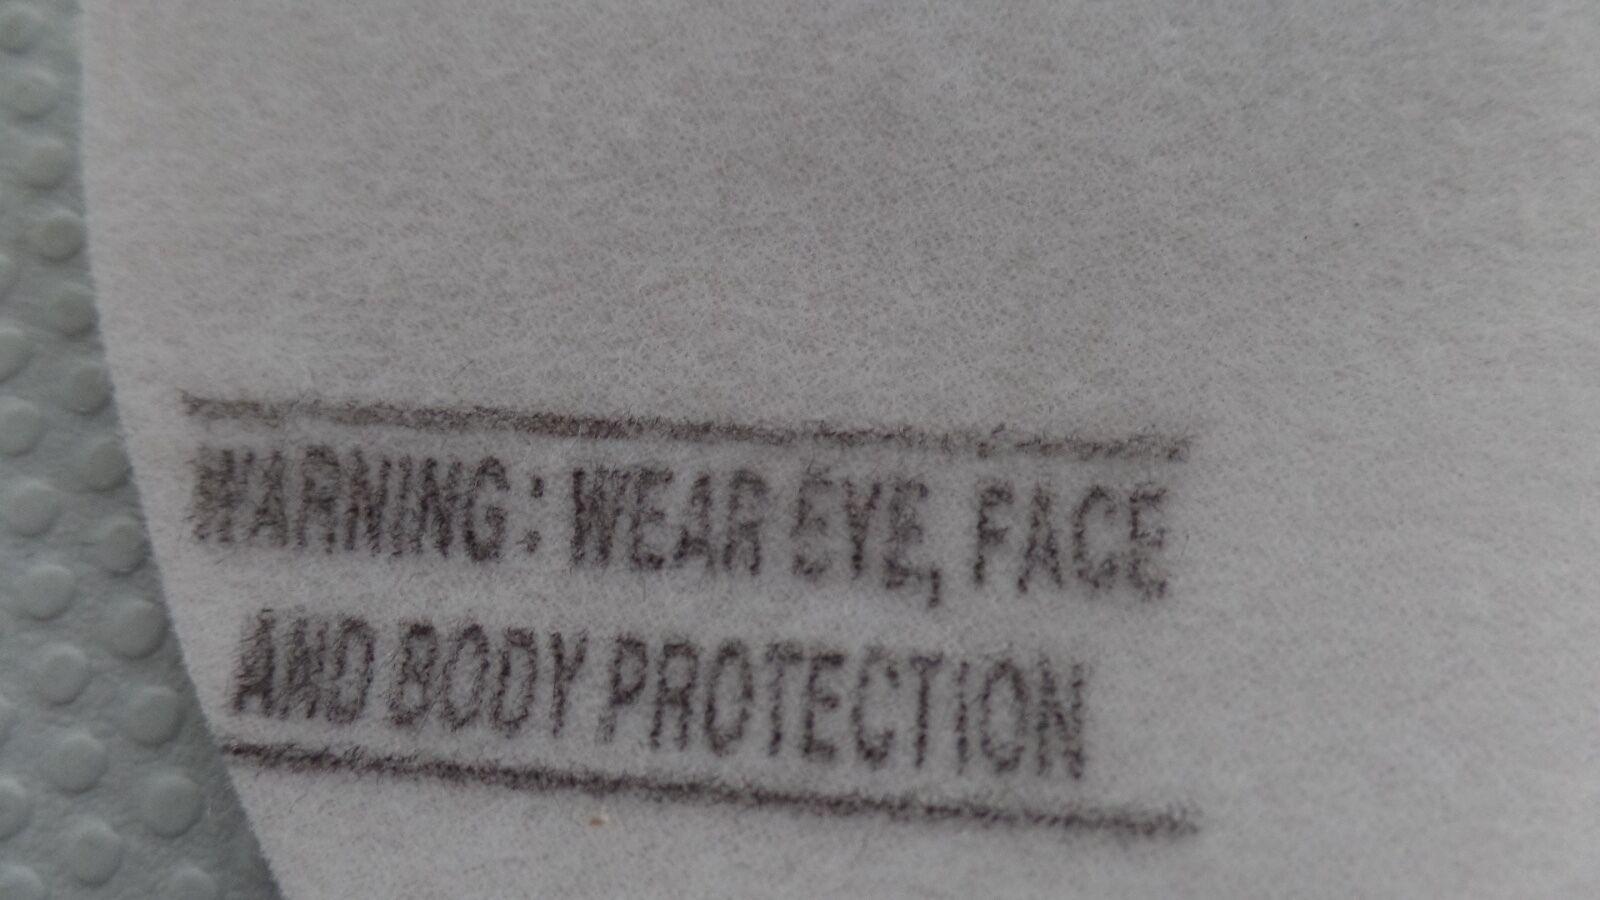 WARNING: WEAR EYE, FACE
AND BODY PROTECTION